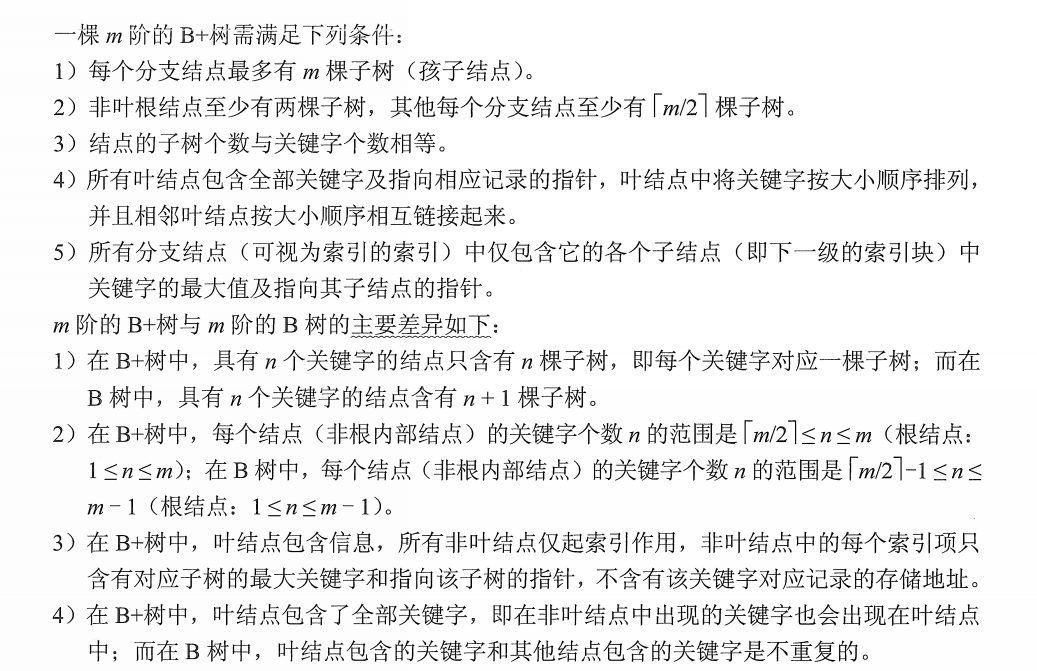 一棵 m 阶的 B+树需满足下列条件：
1）每个分支结点最多有 m 棵子树（孩子结点）。
2）非叶根结点至少有两棵子树，其他每个分支结点至少有⌈m/2⌉棵子树。
3）结点的子树个数与关键字个数相等。
4）所有叶结点包含全部关键字及指向相应记录的指针，叶结点中将关键字按大小顺序排列，
并且相邻叶结点按大小顺序相互链接起来。
5）所有分支结点（可视为索引的索引）中仅包含它的各个子结点（即下一级的索引块）中
关键字的最大值及指向其子结点的指针。
m 阶的 B+树与 m 阶的 B 树的主要差异如下：
1）在 B+树中，具有 n 个关键字的结点只含有 n 棵子树，即每个关键字对应一棵子树；而在
B 树中，具有 n 个关键字的结点含有 n + 1 棵子树。
2）在 B+树中，每个结点（非根内部结点）的关键字个数 n 的范围是⌈m/2⌉≤n≤m（根结点：
1≤n≤m）；在 B 树中，每个结点（非根内部结点）的关键字个数 n 的范围是⌈m/2⌉-1≤n≤
m - 1（根结点：1≤n≤m - 1）。
3）在 B+树中，叶结点包含信息，所有非叶结点仅起索引作用，非叶结点中的每个索引项只
含有对应子树的最大关键字和指向该子树的指针，不含有该关键字对应记录的存储地址。
4）在 B+树中，叶结点包含了全部关键字，即在非叶结点中出现的关键字也会出现在叶结点
中；而在 B 树中，叶结点包含的关键字和其他结点包含的关键字是不重复的。